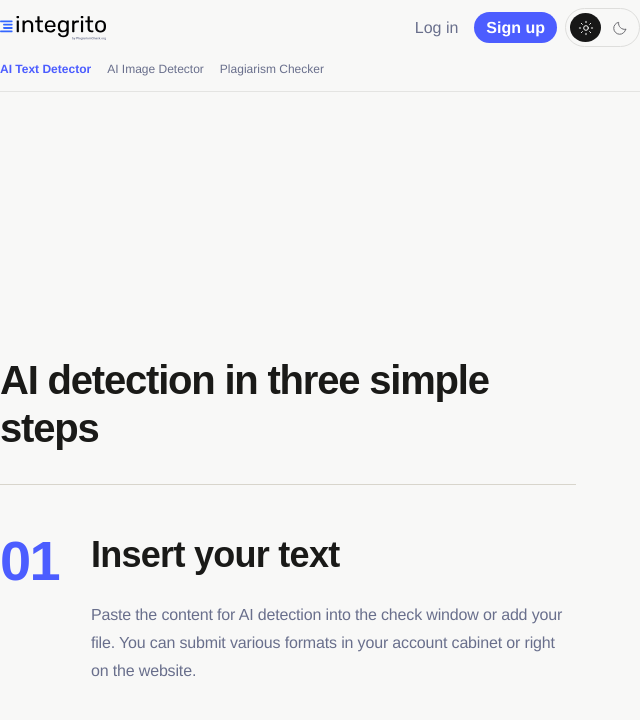 integrito
Log in
Sign up
AI Text Detector
AI Image Detector
Plagiarism Checker
AI detection in three simple
steps
01
Insert your text
Paste the content for AI detection into the check window or add your
file. You can submit various formats in your account cabinet or right
on the website.